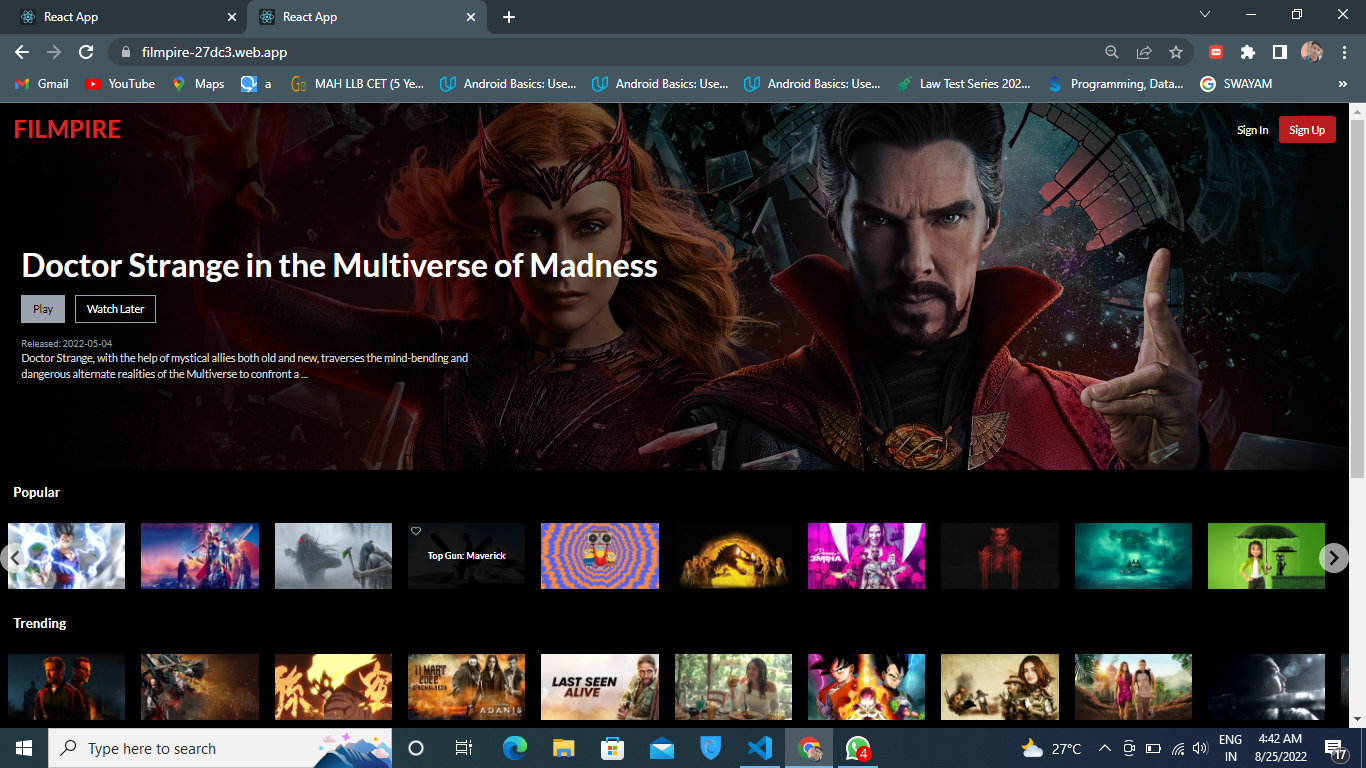 React App
React App
filmpire-27dc3.web.app
Gmail
YouTube
Maps
a
MAH LLB CET (5 Ye...
Android Basics: Use...
Android Basics: Use...
Android Basics: Use...
Law Test Series 202...
Programming, Data...
SWAYAM
»
FILMPIRE
Sign In
Sign Up
Doctor Strange in the Multiverse of Madness
Play
Watch Later
Released: 2022-05-04
Doctor Strange, with the help of mystical allies both old and new, traverses the mind-bending and
dangerous alternate realities of the Multiverse to confront a ...
Popular
Top Gun: Maverick
ЗМІНА
Trending
11 MART
2022
LAST SEEN
ALIVE
ADANIS
Type here to search
4
27°C
ENG
IN
4:42 AM
8/25/2022
17